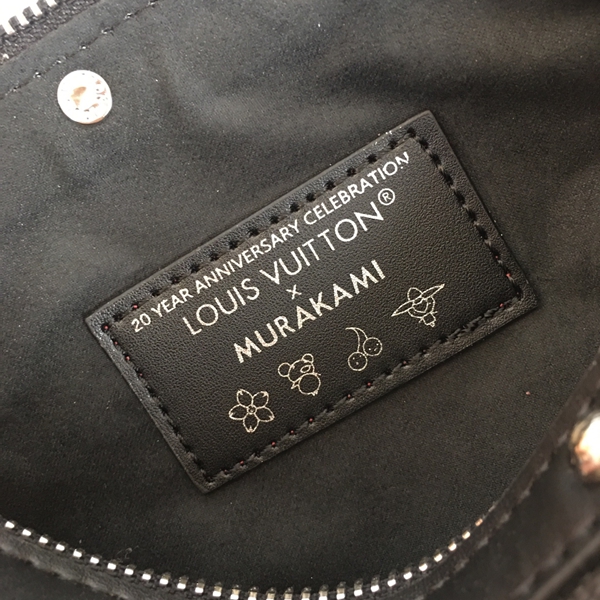 20 YEAR ANNIVERSARY CELEBRATION
LOUIS VUITTON®
×
MURAKAMI